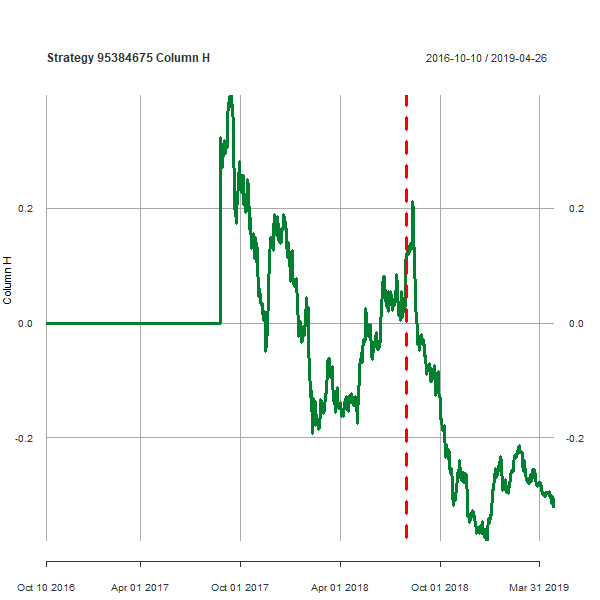 Strategy 95384675 Column H
2016-10-10 / 2019-04-26
Column H
0.2
0.2
0.0
0.0
-0.2
-0.2
Oct 10 2016
Apr 01 2017
Oct 01 2017
Apr 01 2018
Oct 01 2018
Mar 31 2019